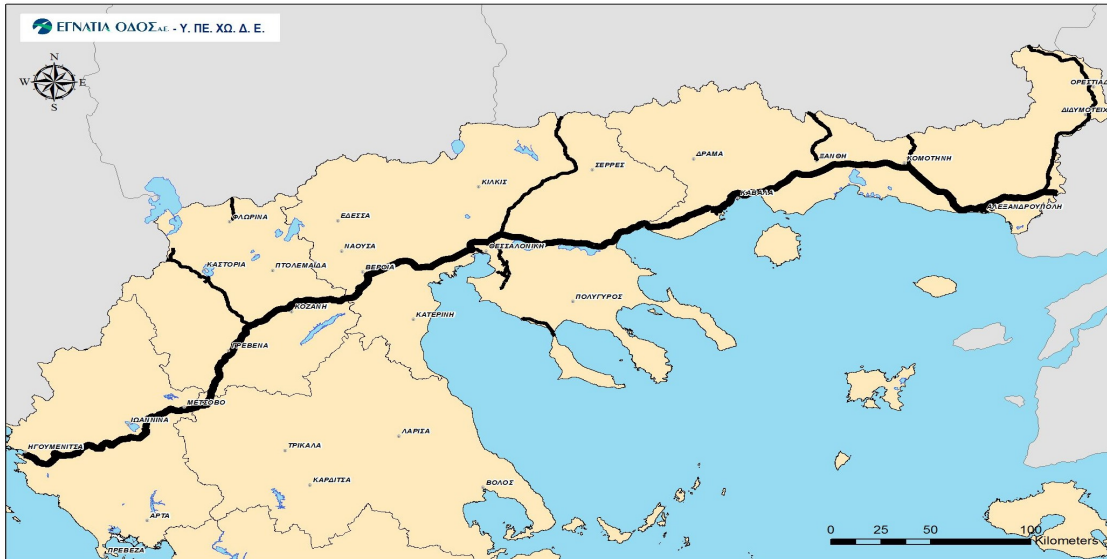 ΕΓΝΑΤΙΑ ΟΔΟΣ Α.Ε. - Υ. ΠΕ. ΧΩ. Δ. Ε.
N
W E
S
ΟΡΕΣΤΙΑΔ
ΔΙΔΥΜΟΤΕΙΧ
ΞΑΝΘΗ
ΚΟΜΟΤΗΝΗ
ΔΡΑΜΑ
ΣΕΡΡΕΣ
ΚΙΛΚΙΣ
ΚΑΒΑΛΑ
ΑΛΕΞΑΝΔΡΟΥΠΟΛΗ
ΦΛΩΡΙΝΑ
ΕΔΕΣΣΑ
ΝΑΟΥΣΑ
ΘΕΣΣΑΛΟΝΙΚΗ
ΚΑΣΤΟΡΙΑ
ΠΤΟΛΕΜΑΙΔΑ
ΒΕΡΟΙΑ
ΠΟΛΥΓΥΡΟΣ
ΚΟΖΑΝΗ
ΚΑΤΕΡΙΝΗ
ΓΡΕΒΕΝΑ
ΜΕΤΣΟΒΟ
ΙΩΑΝΝΙΝΑ
ΗΓΟΥΜΕΝΙΤΣΑ
ΛΑΡΙΣΑ
ΤΡΙΚΑΛΑ
ΚΑΡΔΙΤΣΑ
ΒΟΛΟΣ
ΑΡΤΑ
ΠΡΕΒΕΖΑ
0 25 50 100
Kilometers